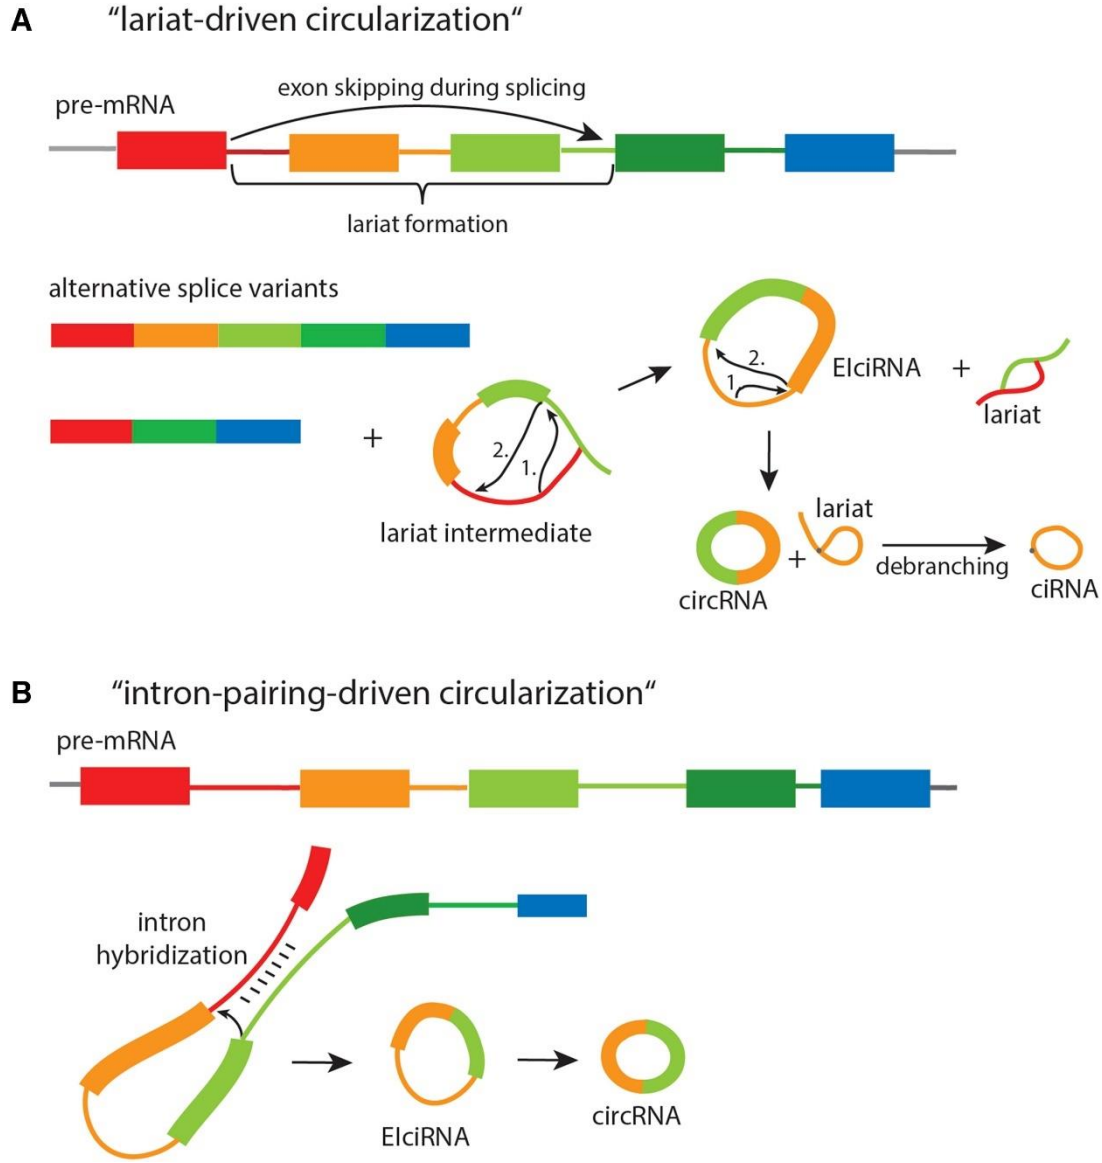 A
“lariat-driven circularization“
exon skipping during splicing
pre-mRNA
lariat formation
alternative splice variants
2.
1.
EIciRNA
+
lariat
+
2.
1.
lariat intermediate
lariat
+
debranching
circRNA
ciRNA
B
“intron-pairing-driven circularization“
pre-mRNA
intron
hybridization
EIciRNA
circRNA